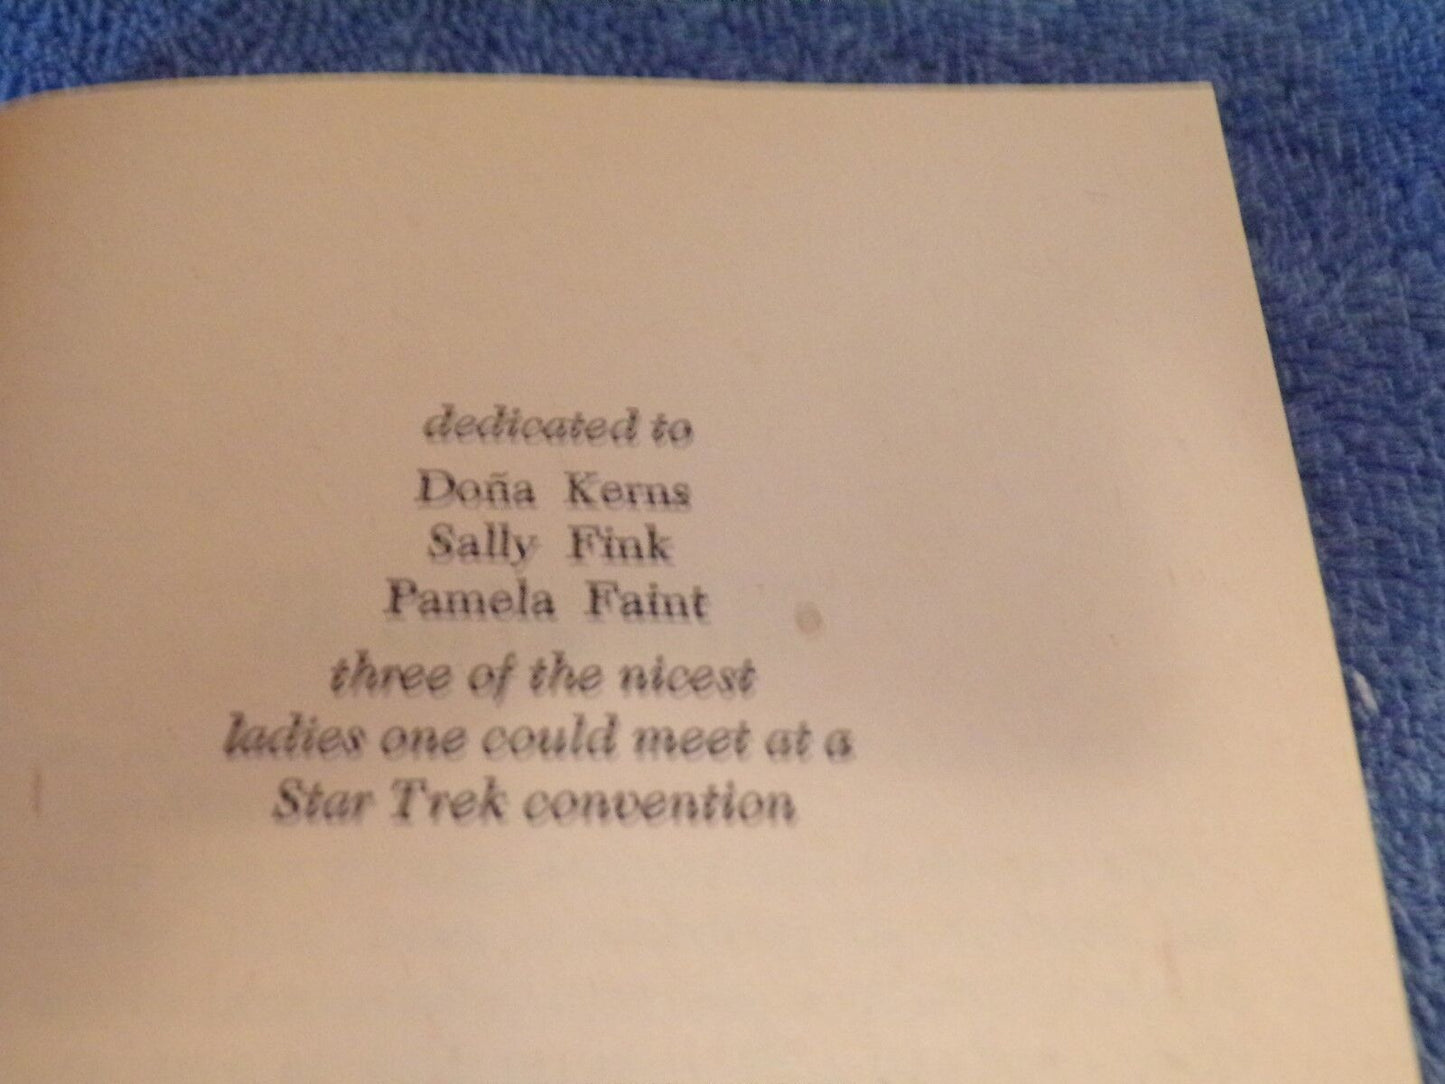 dedicated to
Doña Kerns
Sally Fink
Pamela Faint
three of the nicest
ladies one could meet at a
Star Trek convention